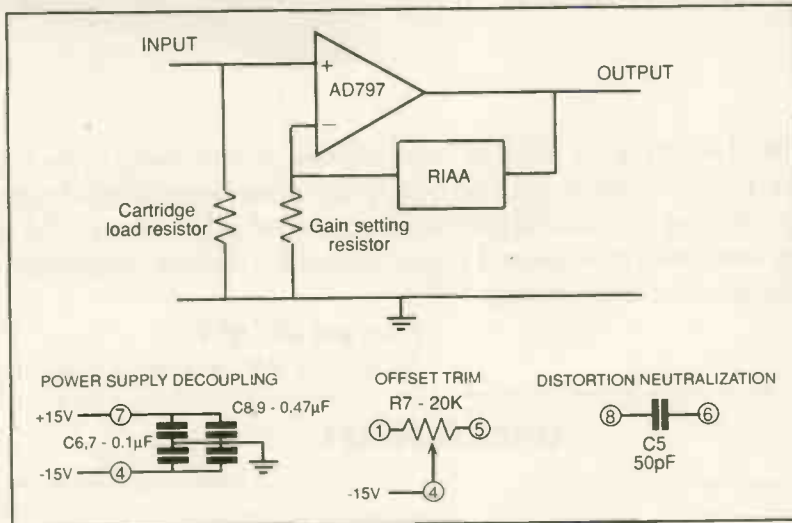 INPUT
+
AD797
−
OUTPUT
RIAA
Cartridge
load resistor
Gain setting
resistor
POWER SUPPLY DECOUPLING
+15V
7
C8,9 - 0.47µF
C6,7 - 0.1µF
-15V
4
OFFSET TRIM
R7 - 20K
1
5
-15V
4
DISTORTION NEUTRALIZATION
8
6
C5
50pF